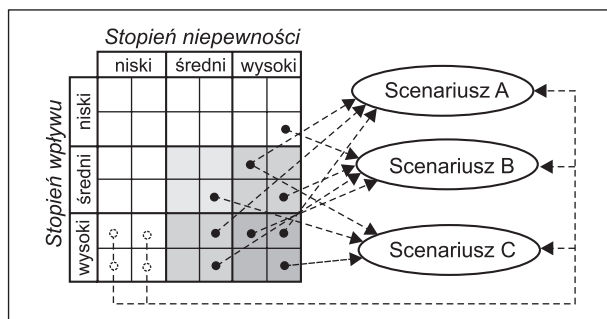 Stopień niepewności
niski średni wysoki
Stopień wpływu
niski
średni
wysoki
Scenariusz A
Scenariusz B
Scenariusz C